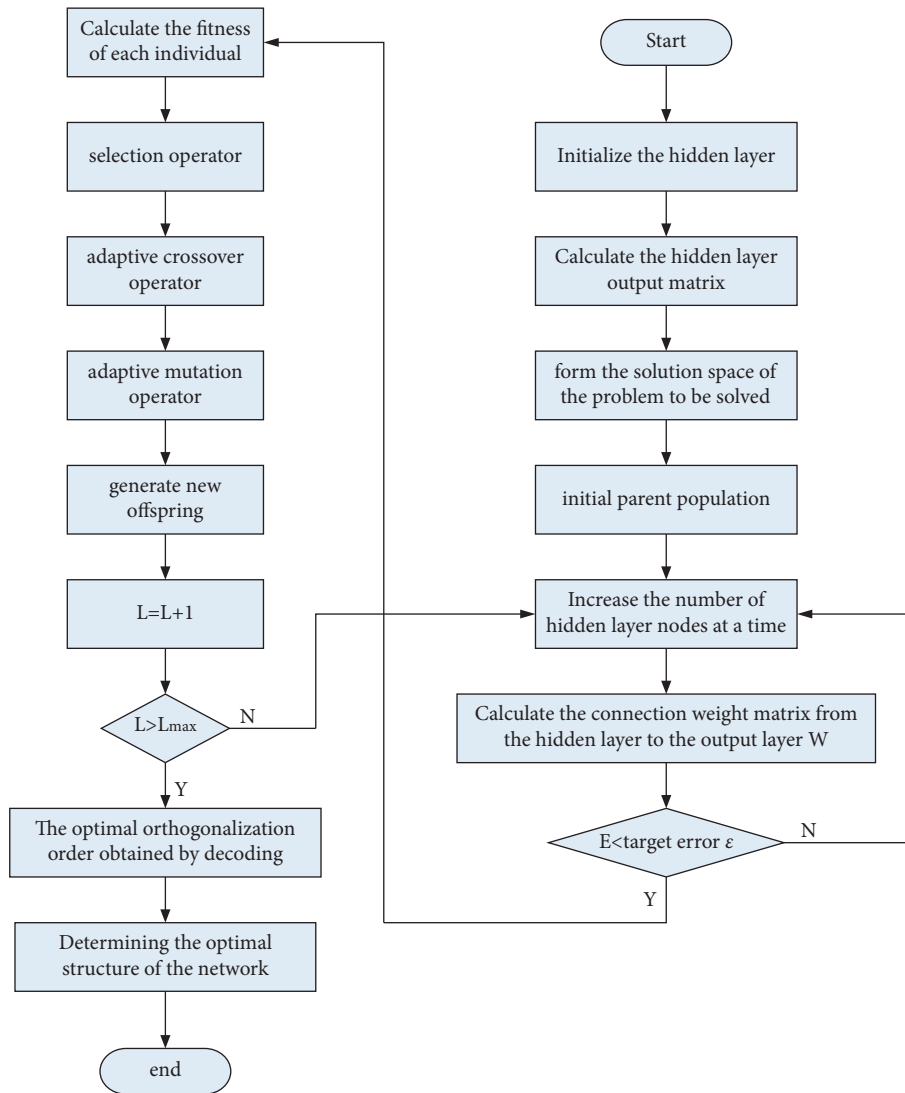 Calculate the fitness
of each individual
selection operator
adaptive crossover
operator
adaptive mutation
operator
generate new
offspring
L=L+1
L>Lmax
N
Y
The optimal orthogonalization
order obtained by decoding
Determining the optimal
structure of the network
end
Start
Initialize the hidden layer
Calculate the hidden layer
output matrix
form the solution space of
the problem to be solved
initial parent population
Increase the number of
hidden layer nodes at a time
Calculate the connection weight matrix from
the hidden layer to the output layer W
E<target error ε
N
Y